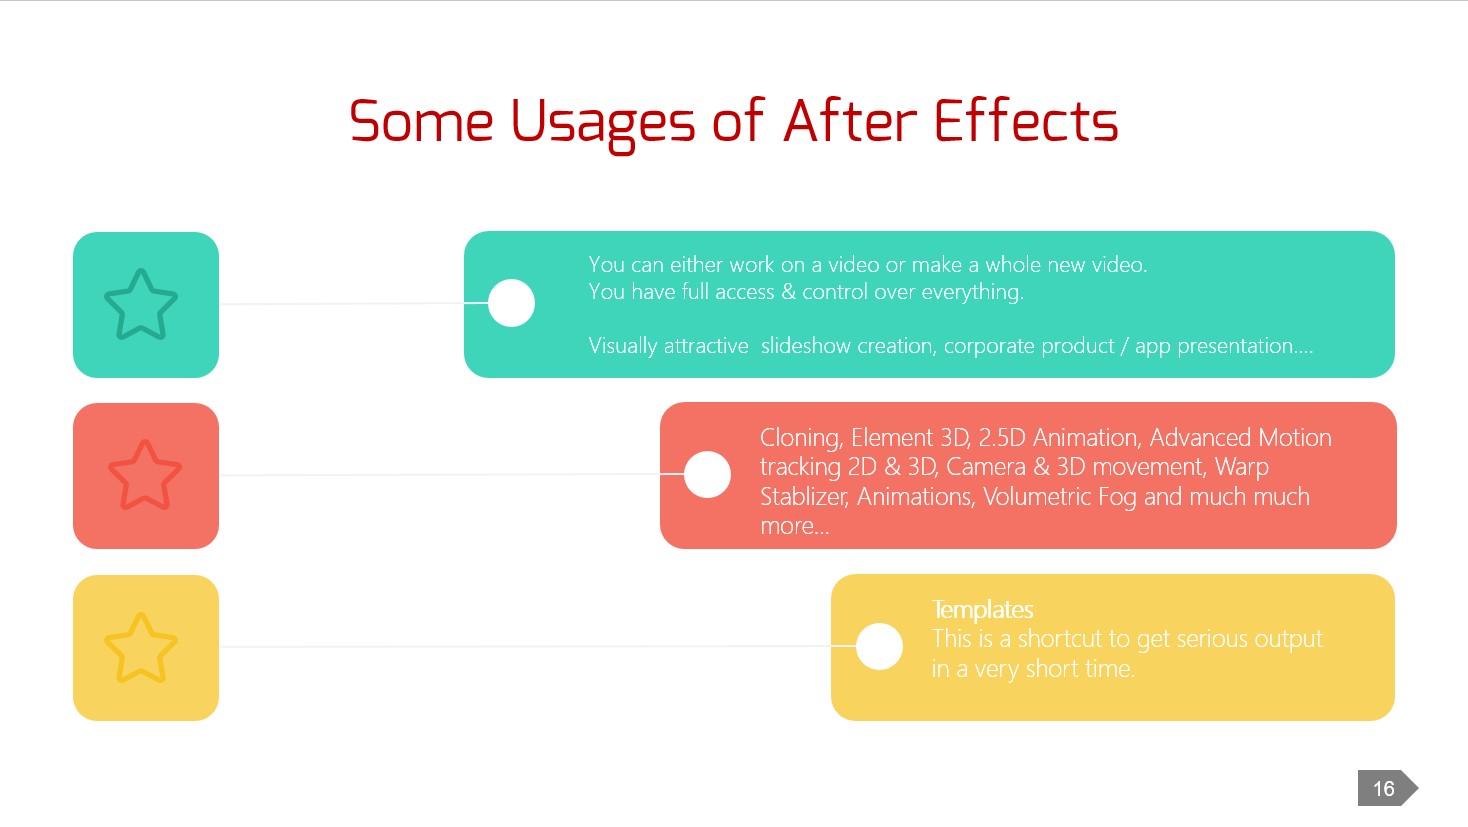 Some Usages of After Effects
You can either work on a video or make a whole new video.
You have full access & control over everything.
Visually attractive  slideshow creation, corporate product / app presentation....
Cloning, Element 3D, 2.5D Animation, Advanced Motion
tracking 2D & 3D, Camera & 3D movement, Warp
Stablizer, Animations, Volumetric Fog and much much
more...
Templates
This is a shortcut to get serious output
in a very short time.
16